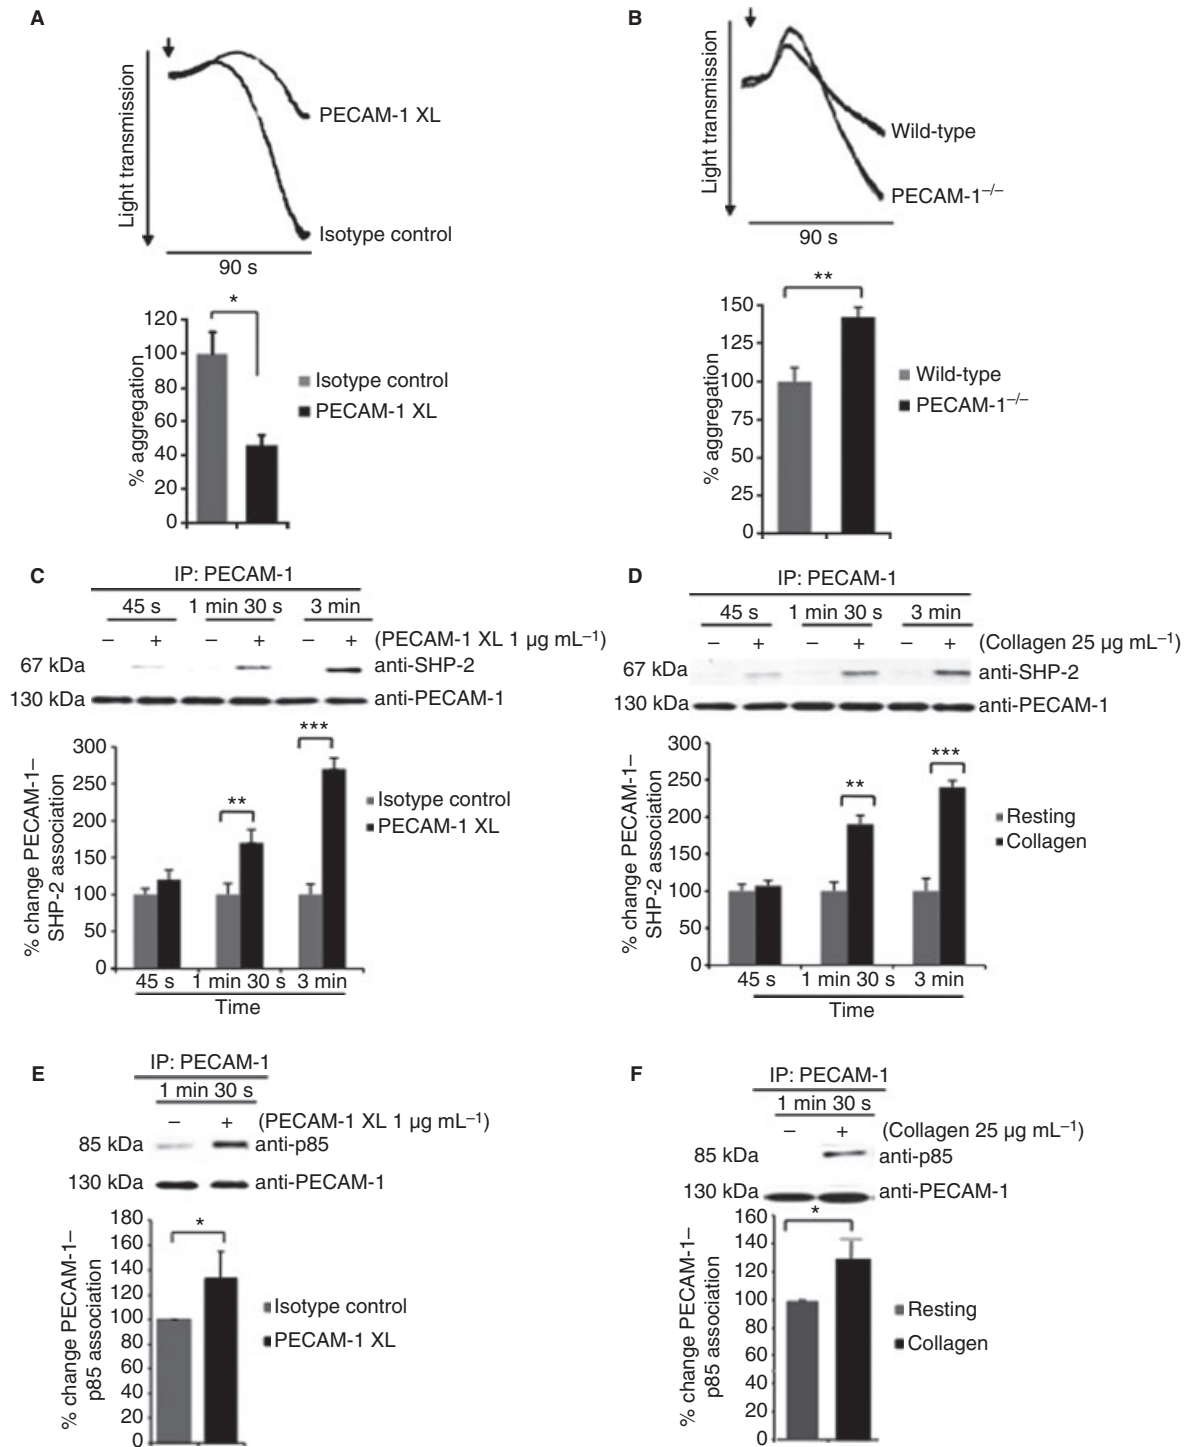 A
Light transmission
PECAM-1 XL
Isotype control
90 s
*
% aggregation
120
100
80
60
40
20
0
Isotype control
PECAM-1 XL
B
Light transmission
Wild-type
PECAM-1–/–
90 s
**
% aggregation
150
125
100
75
50
25
0
Wild-type
PECAM-1–/–
C
IP: PECAM-1
45 s 1 min 30 s 3 min
– + – + – + (PECAM-1 XL 1 µg mL–1)
67 kDa anti-SHP-2
130 kDa anti-PECAM-1
% change PECAM-1–
SHP-2 association
300
250
200
150
100
50
0
** ***
Isotype control
PECAM-1 XL
45 s 1 min 30 s 3 min
Time
D
IP: PECAM-1
45 s 1 min 30 s 3 min
– + – + – + (Collagen 25 µg mL–1)
67 kDa anti-SHP-2
130 kDa anti-PECAM-1
% change PECAM-1–
SHP-2 association
300
250
200
150
100
50
0
** ***
Resting
Collagen
45 s 1 min 30 s 3 min
Time
E
IP: PECAM-1
1 min 30 s
– + (PECAM-1 XL 1 µg mL–1)
85 kDa anti-p85
130 kDa anti-PECAM-1
% change PECAM-1–
p85 association
180
160
140
120
100
80
60
40
20
0
*
Isotype control
PECAM-1 XL
F
IP: PECAM-1
1 min 30 s
– + (Collagen 25 µg mL–1)
85 kDa anti-p85
130 kDa anti-PECAM-1
% change PECAM-1–
p85 association
160
140
120
100
80
60
40
20
0
*
Resting
Collagen